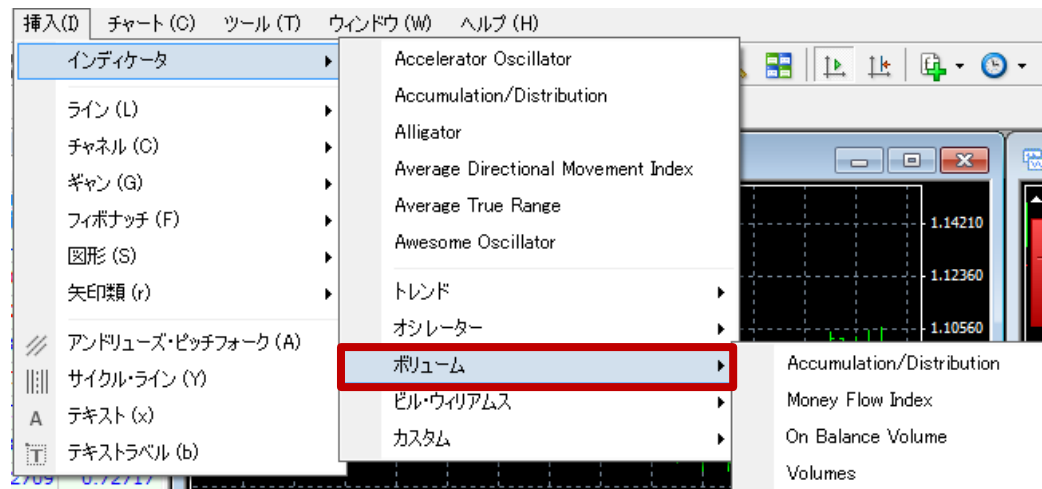 挿入(I) チャート(C) ツール(T) ウィンドウ(W) ヘルプ(H)
インディケータ
ライン(L)
チャネル(C)
ギャン(G)
フィボナッチ(F)
図形(S)
矢印類(r)
アンドリューズ・ピッチフォーク(A)
サイクル・ライン(Y)
A テキスト(x)
T テキストラベル(b)
Accelerator Oscillator
Accumulation/Distribution
Alligator
Average Directional Movement Index
Average True Range
Awesome Oscillator
トレンド
オシレーター
ボリューム
ビル・ウィリアムス
カスタム
Accumulation/Distribution
Money Flow Index
On Balance Volume
Volumes
1.14210
1.12360
1.10560